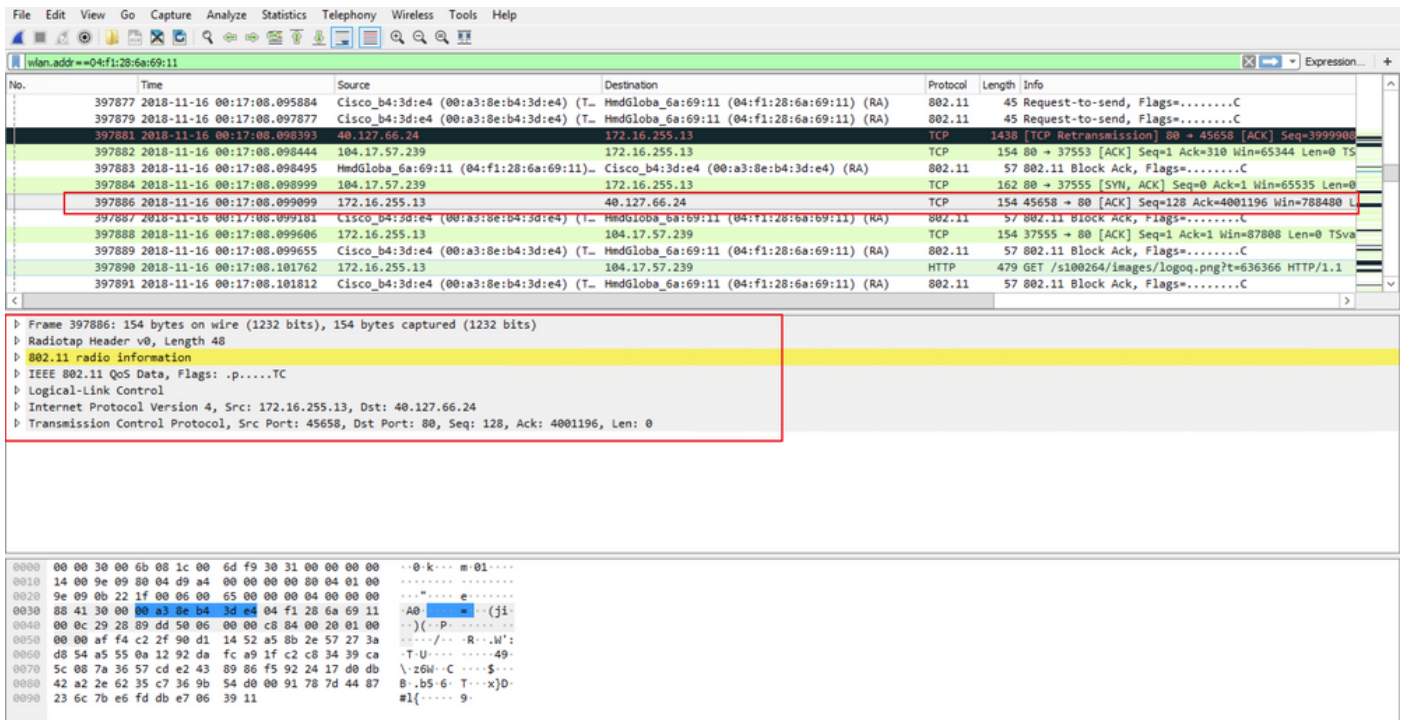 File Edit View Go Capture Analyze Statistics Telephony Wireless Tools Help
wlan.addr==04:f1:28:6a:69:11 Expression... +
No. Time Source Destination Protocol Length Info
397877 2018-11-16 00:17:08.095884 Cisco_b4:3d:e4 (00:a3:8e:b4:3d:e4) (T… HmdGloba_6a:69:11 (04:f1:28:6a:69:11) (RA) 802.11 45 Request-to-send, Flags=........C
397879 2018-11-16 00:17:08.097877 Cisco_b4:3d:e4 (00:a3:8e:b4:3d:e4) (T… HmdGloba_6a:69:11 (04:f1:28:6a:69:11) (RA) 802.11 45 Request-to-send, Flags=........C
397881 2018-11-16 00:17:08.098393 40.127.66.24 172.16.255.13 TCP 1438 [TCP Retransmission] 80 → 45658 [ACK] Seq=3999908
397882 2018-11-16 00:17:08.098444 104.17.57.239 172.16.255.13 TCP 154 80 → 37553 [ACK] Seq=1 Ack=310 Win=65344 Len=0 TS
397883 2018-11-16 00:17:08.098495 HmdGloba_6a:69:11 (04:f1:28:6a:69:11)… Cisco_b4:3d:e4 (00:a3:8e:b4:3d:e4) (RA) 802.11 57 802.11 Block Ack, Flags=........C
397884 2018-11-16 00:17:08.098999 104.17.57.239 172.16.255.13 TCP 162 80 → 37555 [SYN, ACK] Seq=0 Ack=1 Win=65535 Len=0
397886 2018-11-16 00:17:08.099099 172.16.255.13 40.127.66.24 TCP 154 45658 → 80 [ACK] Seq=128 Ack=4001196 Win=788480 L
397887 2018-11-16 00:17:08.099181 Cisco_b4:3d:e4 (00:a3:8e:b4:3d:e4) (T… HmdGloba_6a:69:11 (04:f1:28:6a:69:11) (RA) 802.11 57 802.11 Block Ack, Flags=........C
397888 2018-11-16 00:17:08.099606 172.16.255.13 104.17.57.239 TCP 154 37555 → 80 [ACK] Seq=1 Ack=1 Win=87808 Len=0 TSva
397889 2018-11-16 00:17:08.099655 Cisco_b4:3d:e4 (00:a3:8e:b4:3d:e4) (T… HmdGloba_6a:69:11 (04:f1:28:6a:69:11) (RA) 802.11 57 802.11 Block Ack, Flags=........C
397890 2018-11-16 00:17:08.101762 172.16.255.13 104.17.57.239 HTTP 479 GET /s100264/images/logoq.png?t=636366 HTTP/1.1
397891 2018-11-16 00:17:08.101812 Cisco_b4:3d:e4 (00:a3:8e:b4:3d:e4) (T… HmdGloba_6a:69:11 (04:f1:28:6a:69:11) (RA) 802.11 57 802.11 Block Ack, Flags=........C
Frame 397886: 154 bytes on wire (1232 bits), 154 bytes captured (1232 bits)
Radiotap Header v0, Length 48
802.11 radio information
IEEE 802.11 QoS Data, Flags: .p.....TC
Logical-Link Control
Internet Protocol Version 4, Src: 172.16.255.13, Dst: 40.127.66.24
Transmission Control Protocol, Src Port: 45658, Dst Port: 80, Seq: 128, Ack: 4001196, Len: 0
0000 00 00 30 00 6b 08 1c 00 6d f9 30 31 00 00 00 00 ··0·k··· m·01····
0010 14 00 9e 09 80 04 d9 a4 00 00 00 00 80 04 01 00 ········ ········
0020 9e 09 0b 22 1f 00 06 00 65 00 00 00 04 00 00 00 ···"···· e·······
0030 88 41 30 00 00 a3 8e b4 3d e4 04 f1 28 6a 69 11 ·A0····· =···(ji·
0040 00 0c 29 28 89 dd 50 06 00 00 c8 84 00 20 01 00 ··)(··P· ····· ··
0050 00 00 af f4 c2 2f 90 d1 14 52 a5 8b 2e 57 27 3a ·····/·· ·R··.W':
0060 d8 54 a5 55 0a 12 92 da fc a9 1f c2 c8 34 39 ca ·T·U···· ·····49·
0070 5c 08 7a 36 57 cd e2 43 89 86 f5 92 24 17 d0 db \·z6W··C ····$···
0080 42 a2 2e 62 35 c7 36 9b 54 d0 00 91 78 7d 44 87 B·.b5·6· T···x}D·
0090 23 6c 7b e6 fd db e7 06 39 11 #l{····· 9·